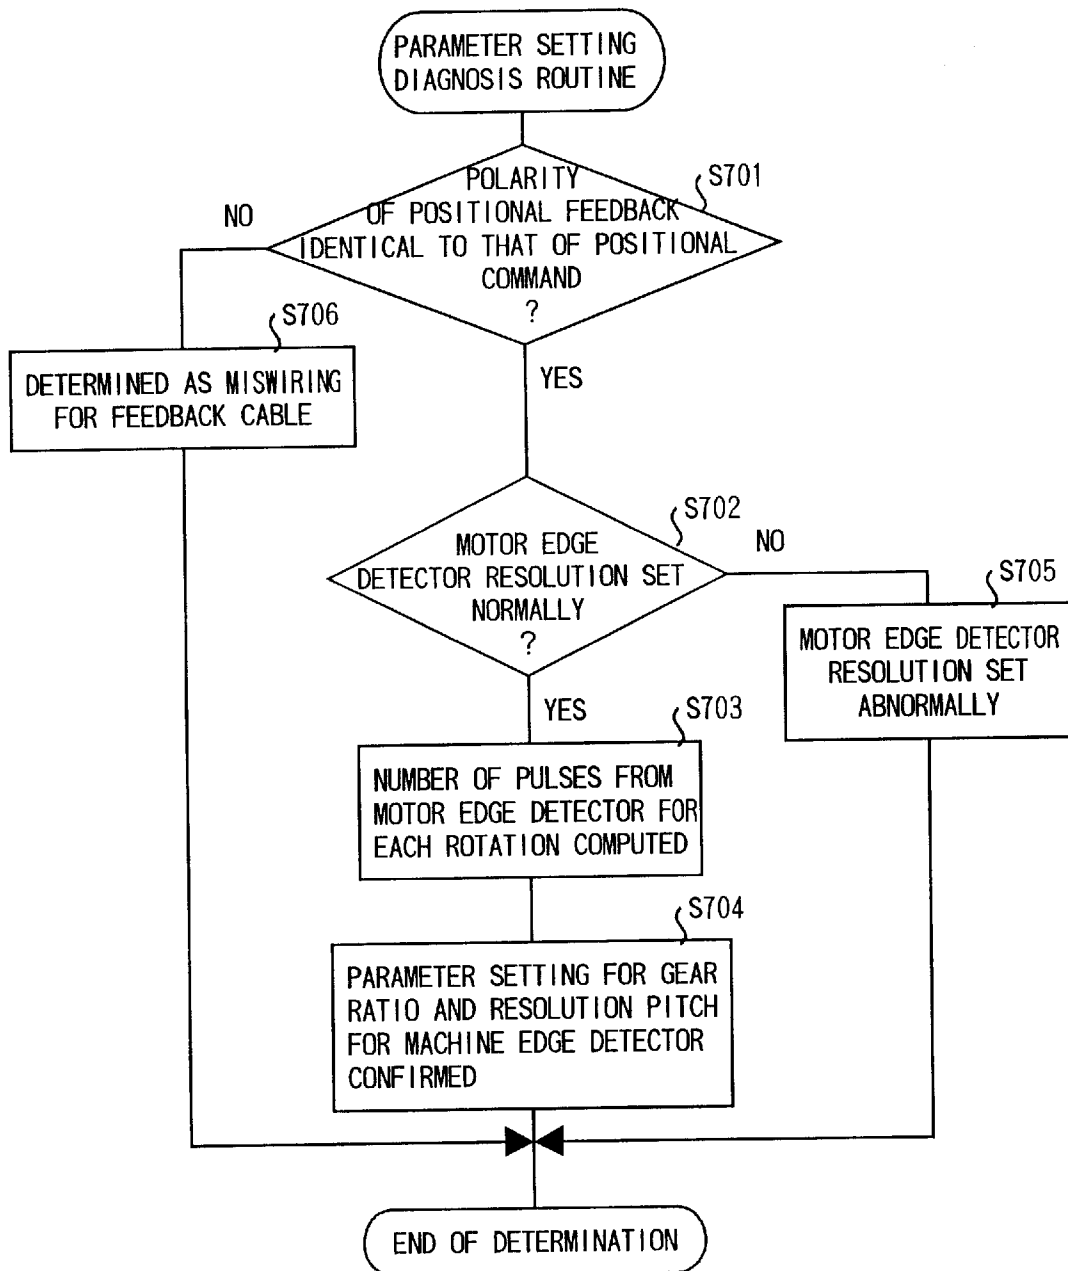 PARAMETER SETTING
DIAGNOSIS ROUTINE
POLARITY
OF POSITIONAL FEEDBACK
IDENTICAL TO THAT OF POSITIONAL
COMMAND
?
S701
NO
YES
S706
DETERMINED AS MISWIRING
FOR FEEDBACK CABLE
S702
MOTOR EDGE
DETECTOR RESOLUTION SET
NORMALLY
?
NO
YES
S705
MOTOR EDGE DETECTOR
RESOLUTION SET
ABNORMALLY
S703
NUMBER OF PULSES FROM
MOTOR EDGE DETECTOR FOR
EACH ROTATION COMPUTED
S704
PARAMETER SETTING FOR GEAR
RATIO AND RESOLUTION PITCH
FOR MACHINE EDGE DETECTOR
CONFIRMED
END OF DETERMINATION